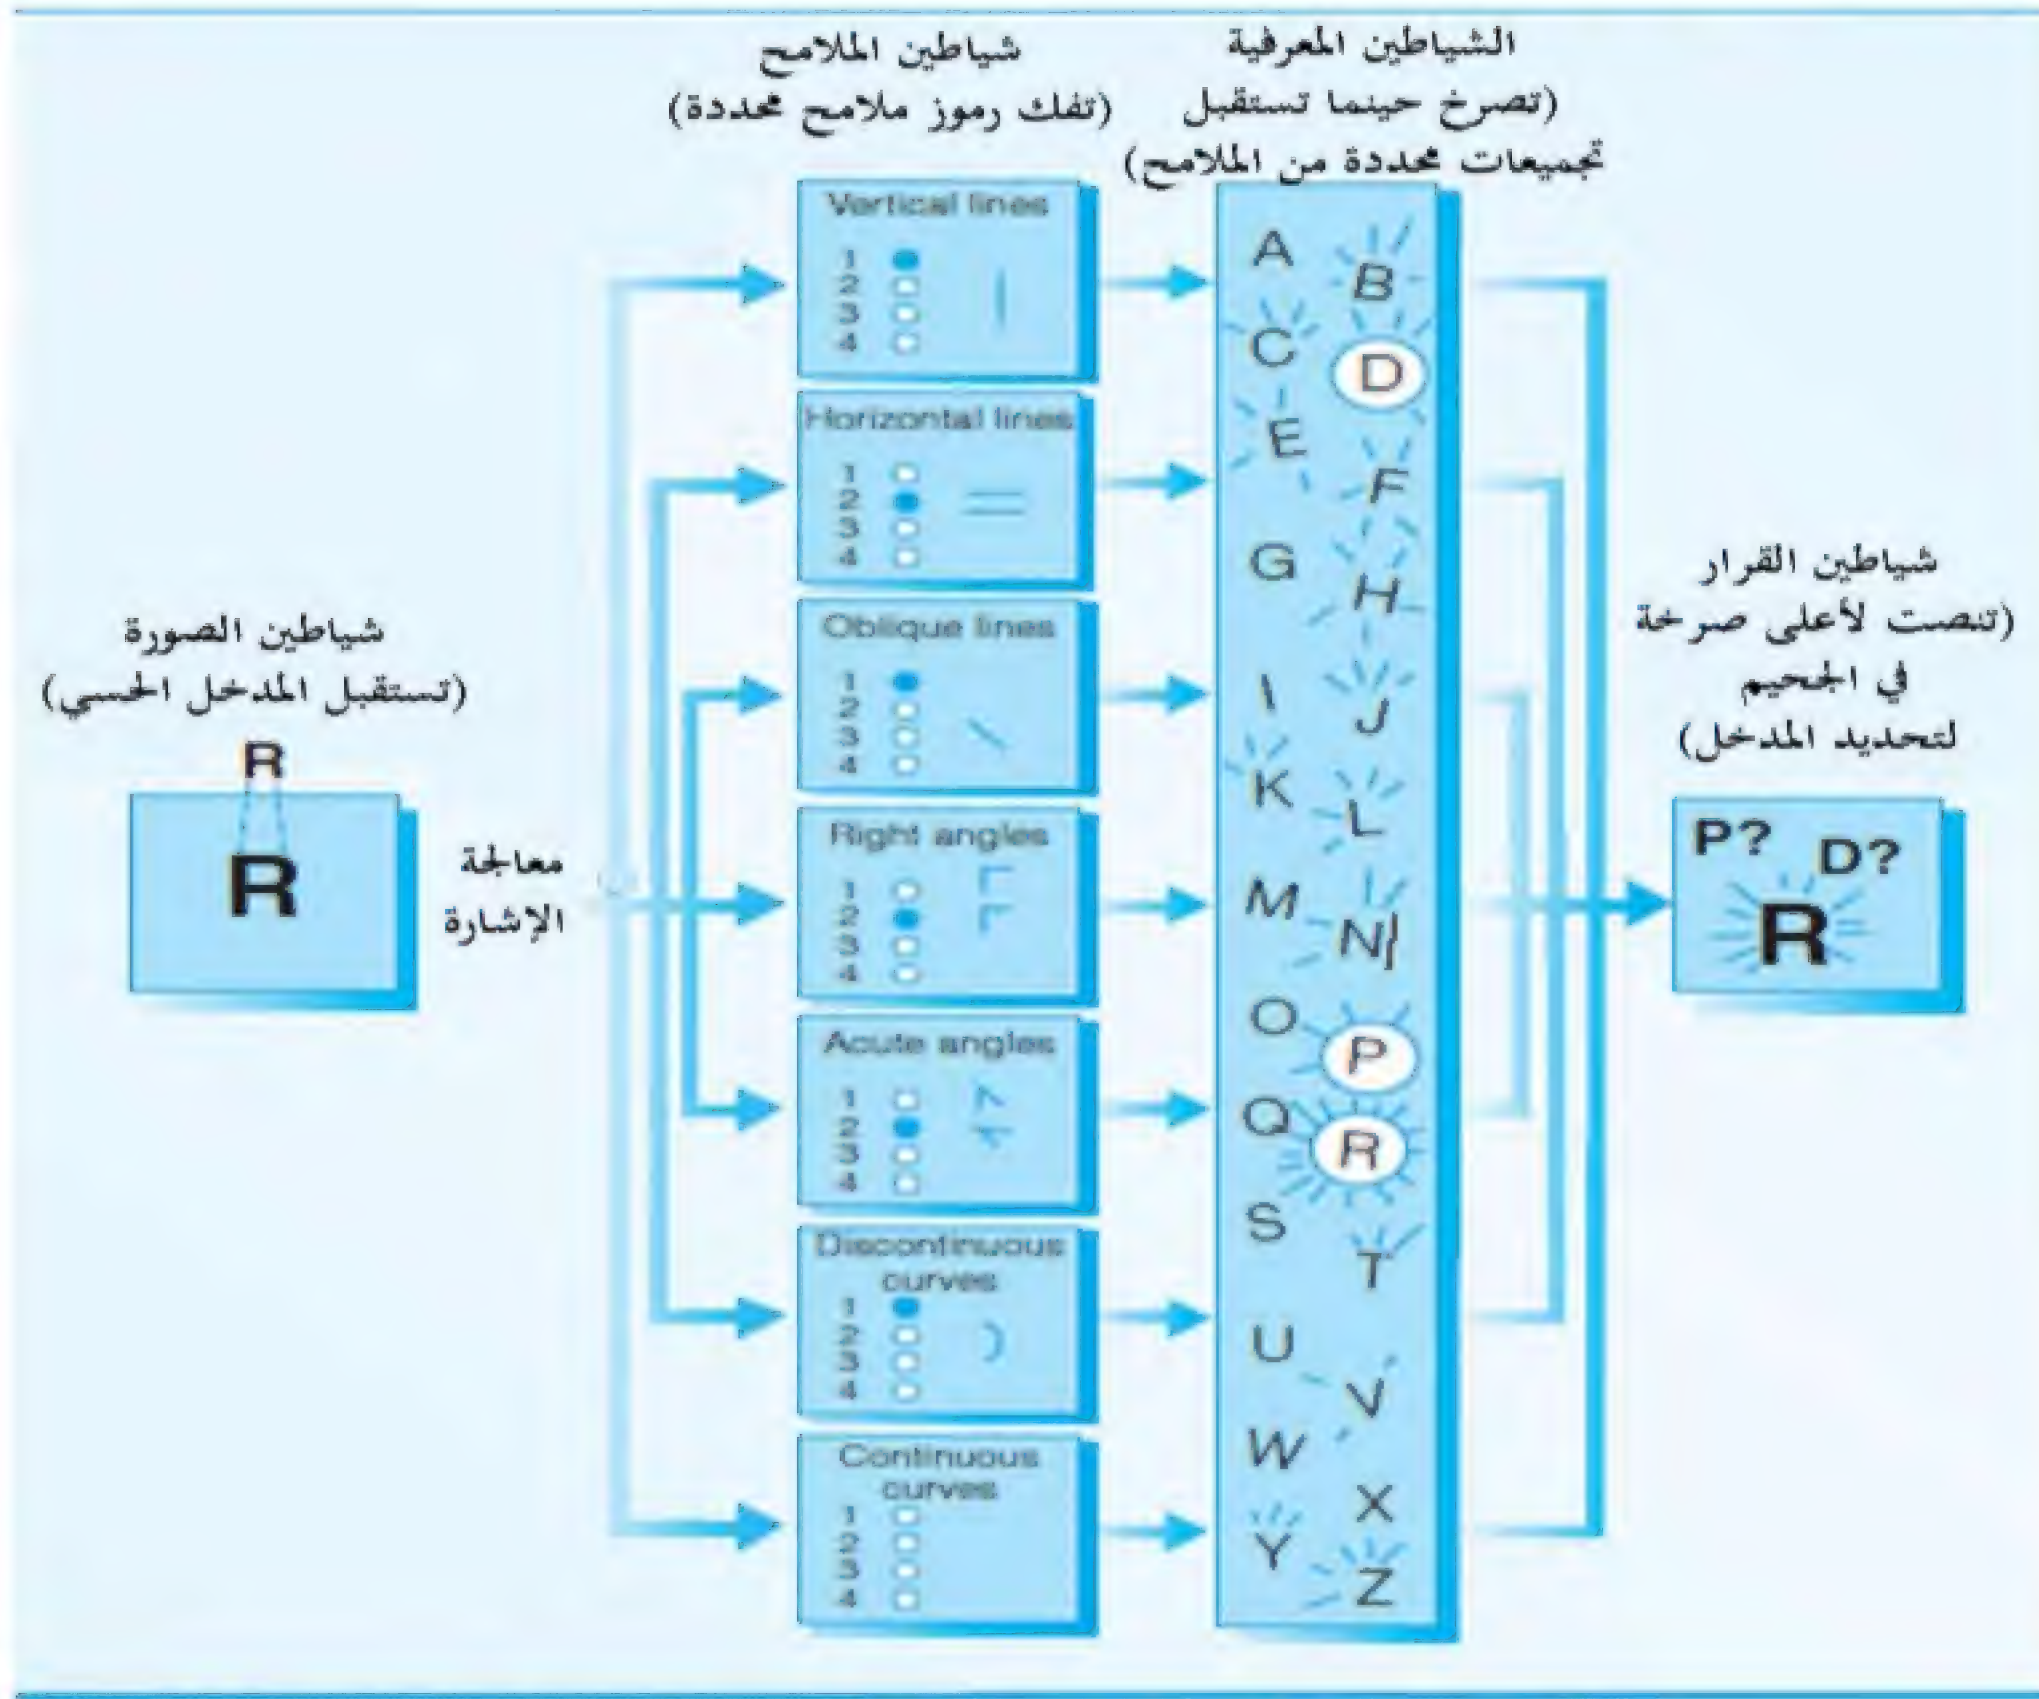 شياطين الملامح
(تفك رموز ملامح محددة)
الشياطين المعرفية
(تصرخ حينما تستقبل
تجميعات محددة من الملامح)
شياطين الصورة
(تستقبل المدخل الحسي)
R
R
معالجة
الإشارة
Vertical lines
1
2
3
4
Horizontal lines
1
2
3
4
Oblique lines
1
2
3
4
Right angles
1
2
3
4
Acute angles
1
2
3
4
Discontinuous
curves
1
2
3
4
Continuous
curves
1
2
3
4
A
B
C
D
E
F
G
H
I
J
K
L
M
N
O
P
Q
R
S
T
U
V
W
X
Y
Z
شياطين القرار
(تنصت لأعلى صرخة
في الجحيم
لتحديد المدخل)
P? D?
R